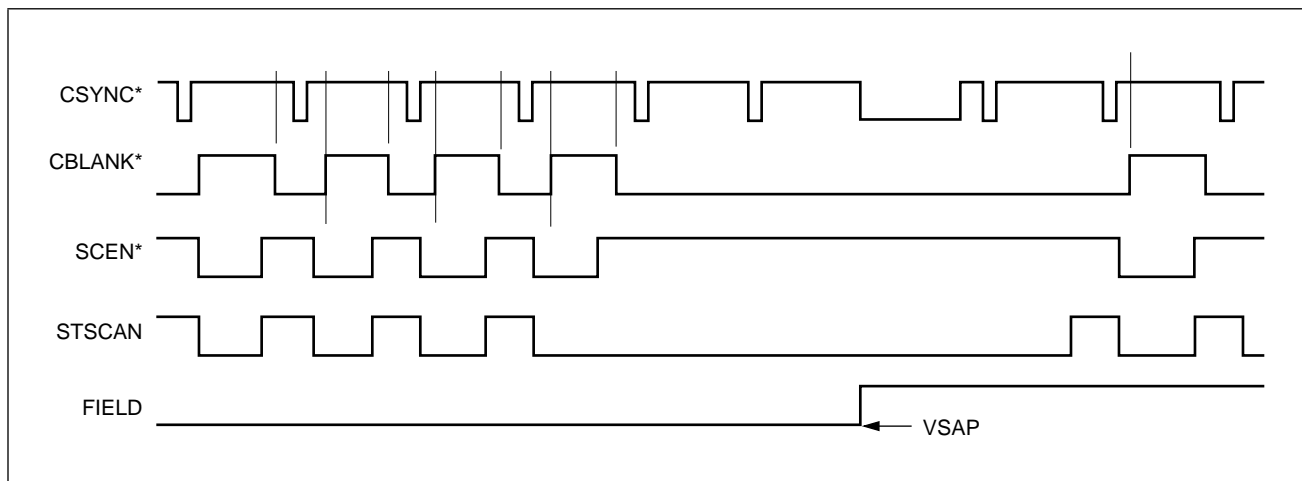 CSYNC*
CBLANK*
SCEN*
STSCAN
FIELD
VSAP